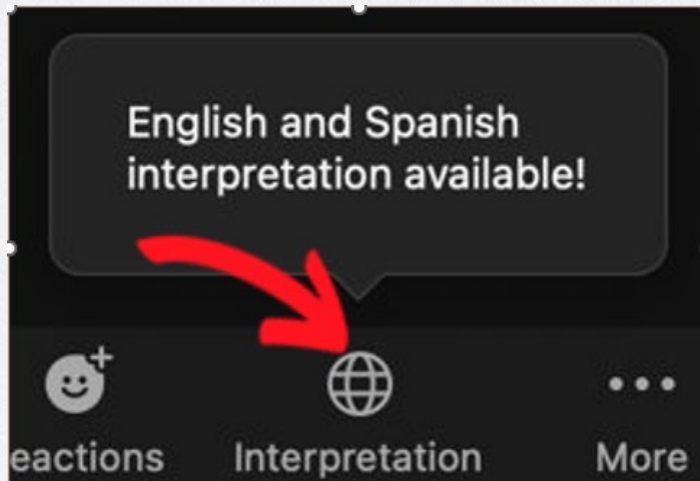 English and Spanish
interpretation available!
eactions Interpretation More